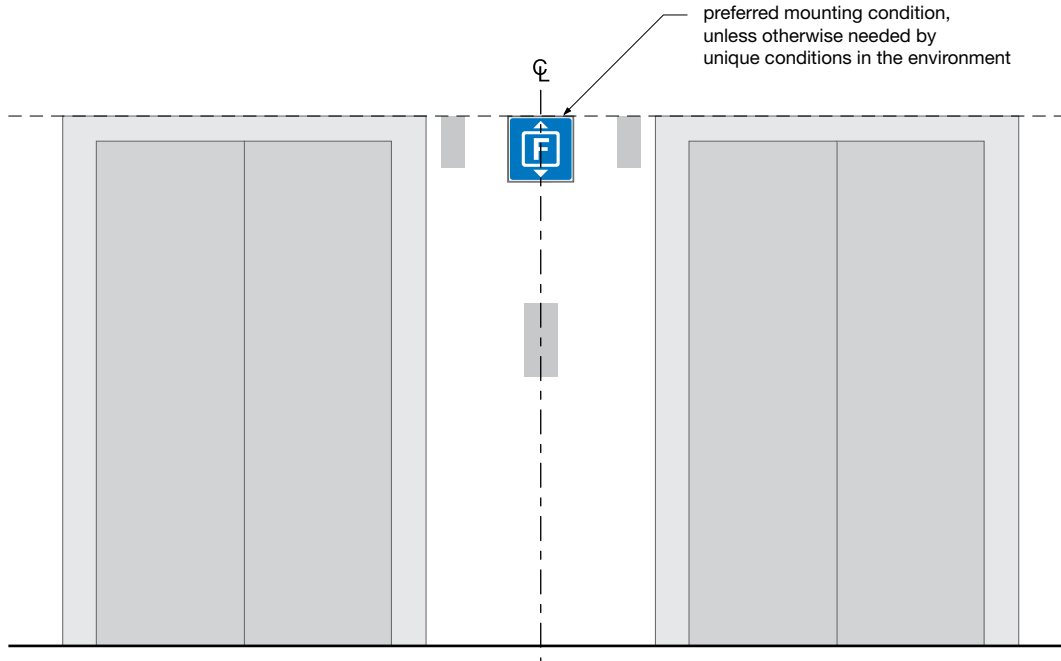 preferred mounting condition,
unless otherwise needed by
unique conditions in the environment
℄
F